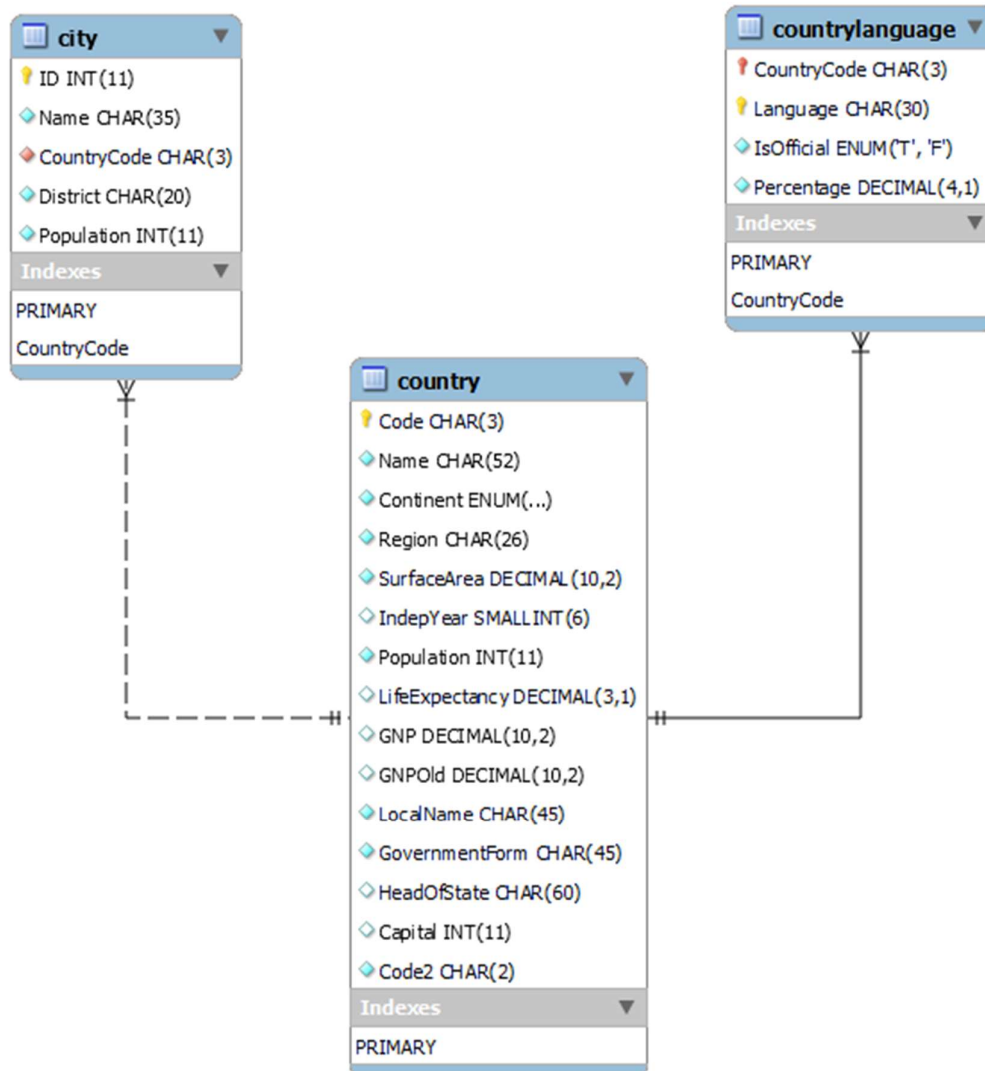 city
ID INT(11)
Name CHAR(35)
CountryCode CHAR(3)
District CHAR(20)
Population INT(11)
Indexes
PRIMARY
CountryCode
countrylanguage
CountryCode CHAR(3)
Language CHAR(30)
IsOfficial ENUM('T', 'F')
Percentage DECIMAL(4,1)
Indexes
PRIMARY
CountryCode
country
Code CHAR(3)
Name CHAR(52)
Continent ENUM(...)
Region CHAR(26)
SurfaceArea DECIMAL(10,2)
IndepYear SMALLINT(6)
Population INT(11)
LifeExpectancy DECIMAL(3,1)
GNP DECIMAL(10,2)
GNPOld DECIMAL(10,2)
LocalName CHAR(45)
GovernmentForm CHAR(45)
HeadOfState CHAR(60)
Capital INT(11)
Code2 CHAR(2)
Indexes
PRIMARY